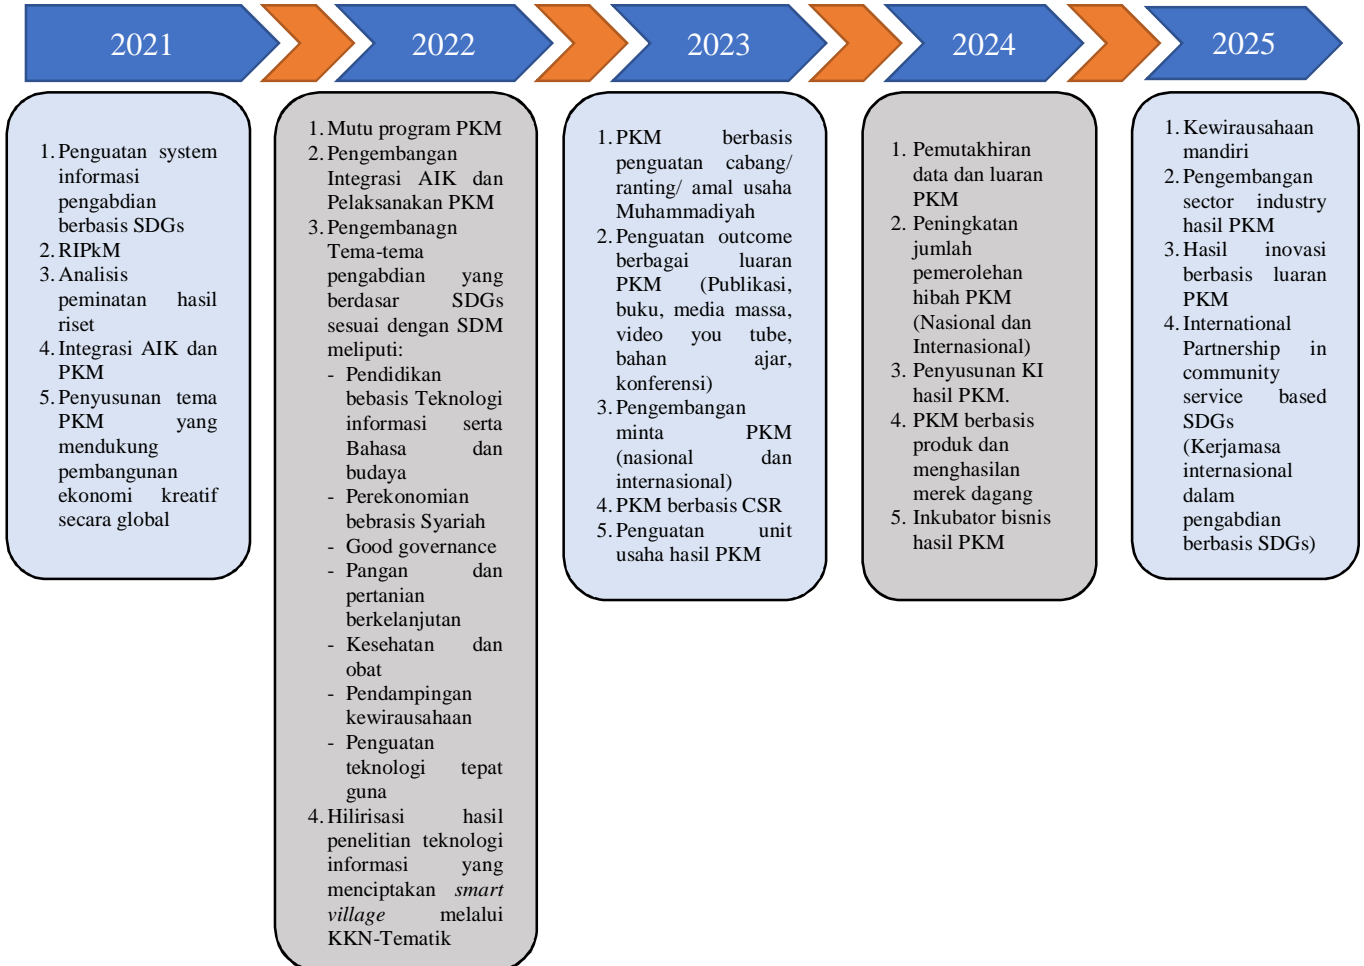 2021
2022
2023
2024
2025
1. Penguatan system
informasi
pengabdian
berbasis SDGs
2. RIPkM
3. Analisis
peminatan hasil
riset
4. Integrasi AIK dan
PKM
5. Penyusunan tema
PKM yang
mendukung
pembangunan
ekonomi kreatif
secara global
1. Mutu program PKM
2. Pengembangan
Integrasi AIK dan
Pelaksanakan PKM
3. Pengembanagn
Tema-tema
pengabdian yang
berdasar SDGs
sesuai dengan SDM
meliputi:
- Pendidikan
bebasis Teknologi
informasi serta
Bahasa dan
budaya
- Perekonomian
bebrasis Syariah
- Good governance
- Pangan dan
pertanian
berkelanjutan
- Kesehatan dan
obat
- Pendampingan
kewirausahaan
- Penguatan
teknologi tepat
guna
4. Hilirisasi hasil
penelitian teknologi
informasi yang
menciptakan smart
village melalui
KKN-Tematik
1. PKM berbasis
penguatan cabang/
ranting/ amal usaha
Muhammadiyah
2. Penguatan outcome
berbagai luaran
PKM (Publikasi,
buku, media massa,
video you tube,
bahan ajar,
konferensi)
3. Pengembangan
minta PKM
(nasional dan
internasional)
4. PKM berbasis CSR
5. Penguatan unit
usaha hasil PKM
1. Pemutakhiran
data dan luaran
PKM
2. Peningkatan
jumlah
pemerolehan
hibah PKM
(Nasional dan
Internasional)
3. Penyusunan KI
hasil PKM.
4. PKM berbasis
produk dan
menghasilan
merek dagang
5. Inkubator bisnis
hasil PKM
1. Kewirausahaan
mandiri
2. Pengembangan
sector industry
hasil PKM
3. Hasil inovasi
berbasis luaran
PKM
4. International
Partnership in
community
service based
SDGs
(Kerjamasa
internasional
dalam
pengabdian
berbasis SDGs)